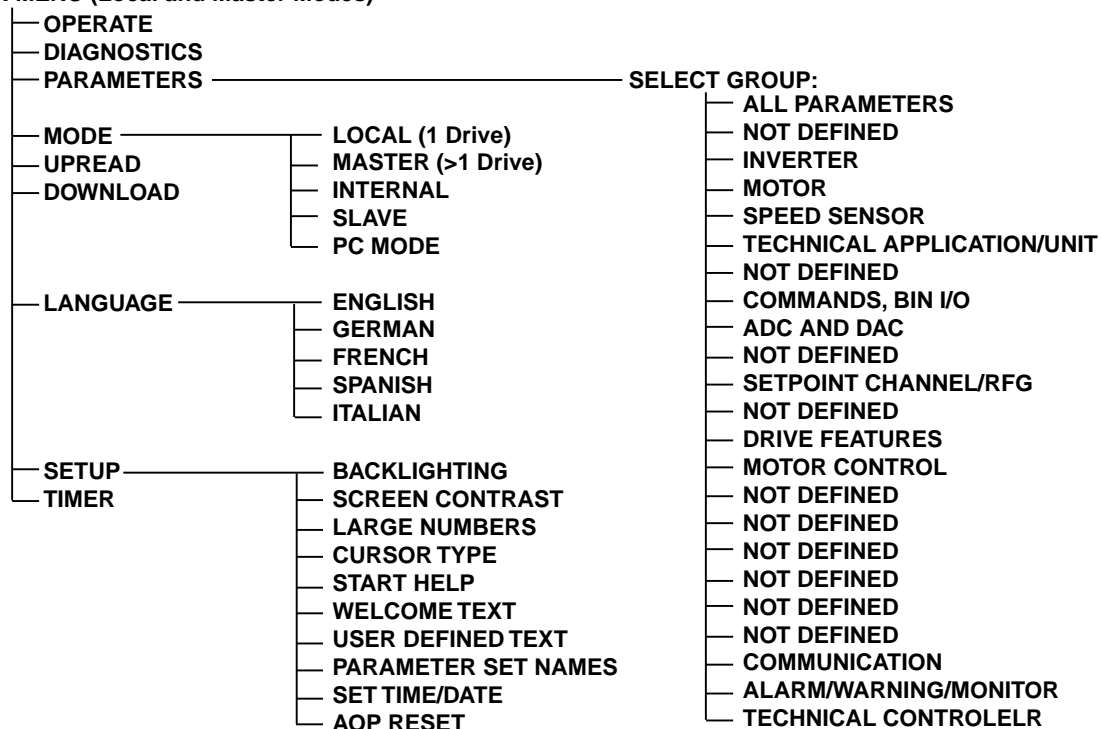 (Local and Master Modes)
OPERATE
DIAGNOSTICS
PARAMETERS
MODE
UPREAD
DOWNLOAD
LANGUAGE
SETUP
TIMER
LOCAL (1 Drive)
MASTER (>1 Drive)
INTERNAL
SLAVE
PC MODE
ENGLISH
GERMAN
FRENCH
SPANISH
ITALIAN
BACKLIGHTING
SCREEN CONTRAST
LARGE NUMBERS
CURSOR TYPE
START HELP
WELCOME TEXT
USER DEFINED TEXT
PARAMETER SET NAMES
SET TIME/DATE
AOP RESET
SELECT GROUP:
ALL PARAMETERS
NOT DEFINED
INVERTER
MOTOR
SPEED SENSOR
TECHNICAL APPLICATION/UNIT
NOT DEFINED
COMMANDS, BIN I/O
ADC AND DAC
NOT DEFINED
SETPOINT CHANNEL/RFG
NOT DEFINED
DRIVE FEATURES
MOTOR CONTROL
NOT DEFINED
NOT DEFINED
NOT DEFINED
NOT DEFINED
NOT DEFINED
NOT DEFINED
COMMUNICATION
ALARM/WARNING/MONITOR
TECHNICAL CONTROLELR